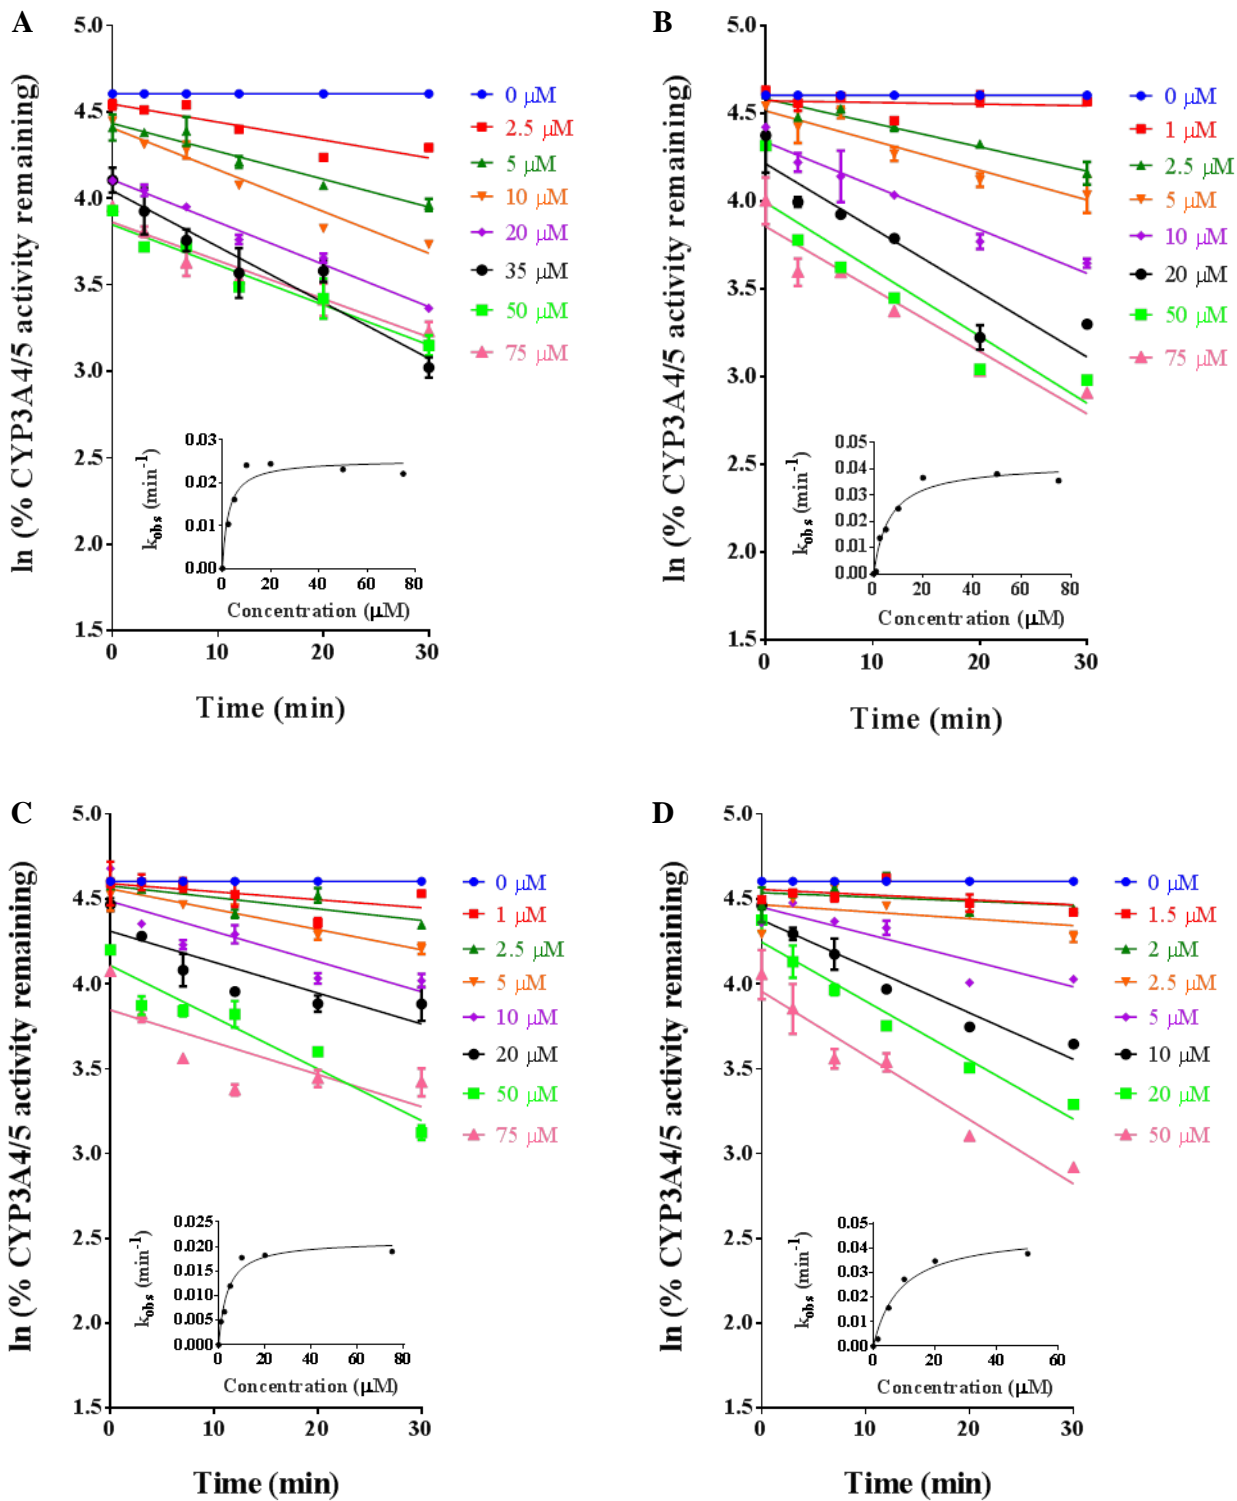 A
ln (% CYP3A4/5 activity remaining)
5.0
4.5
4.0
3.5
3.0
2.5
2.0
1.5
0
10
20
30
Time (min)
0 μM
2.5 μM
5 μM
10 μM
20 μM
35 μM
50 μM
75 μM
kobs (min-1)
0.03
0.02
0.01
0.00
0
20
40
60
80
Concentration (μM)
B
ln (% CYP3A4/5 activity remaining)
5.0
4.5
4.0
3.5
3.0
2.5
2.0
1.5
0
10
20
30
Time (min)
0 μM
1 μM
2.5 μM
5 μM
10 μM
20 μM
50 μM
75 μM
kobs (min-1)
0.05
0.04
0.03
0.02
0.01
0.00
0
20
40
60
80
Concentration (μM)
C
ln (% CYP3A4/5 activity remaining)
5.0
4.5
4.0
3.5
3.0
2.5
2.0
1.5
0
10
20
30
Time (min)
0 μM
1 μM
2.5 μM
5 μM
10 μM
20 μM
50 μM
75 μM
kobs (min-1)
0.025
0.020
0.015
0.010
0.005
0.000
0
20
40
60
80
Concentration (μM)
D
ln (% CYP3A4/5 activity remaining)
5.0
4.5
4.0
3.5
3.0
2.5
2.0
1.5
0
10
20
30
Time (min)
0 μM
1.5 μM
2 μM
2.5 μM
5 μM
10 μM
20 μM
50 μM
kobs (min-1)
0.05
0.04
0.03
0.02
0.01
0.00
0
20
40
60
Concentration (μM)